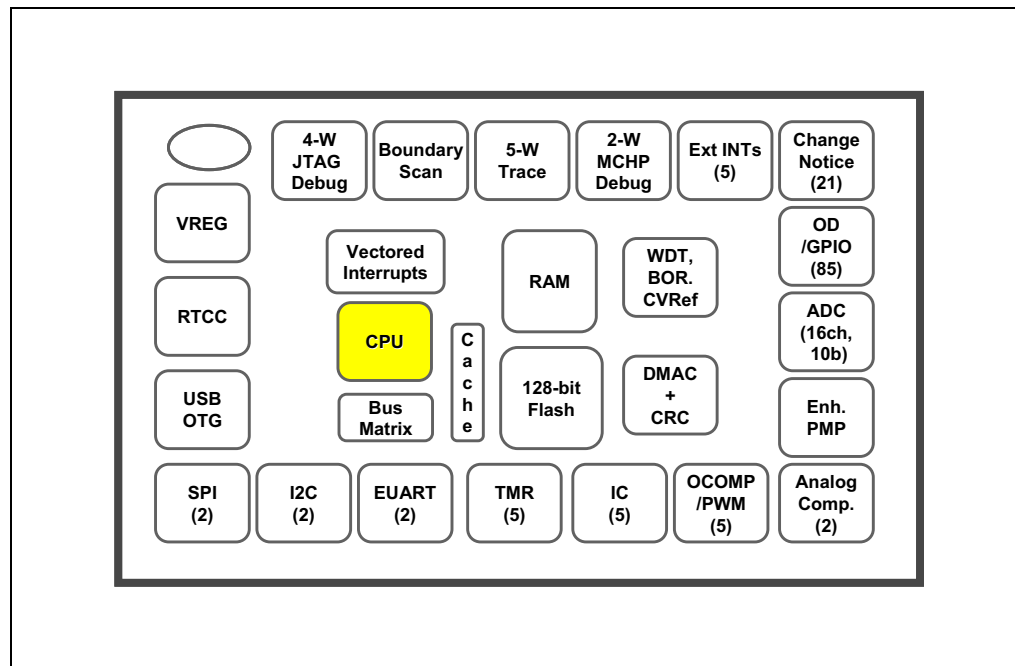 4-W
JTAG
Debug
Boundary
Scan
5-W
Trace
2-W
MCHP
Debug
Ext INTs
(5)
Change
Notice
(21)
VREG
OD
/GPIO
(85)
Vectored
Interrupts
RAM
WDT,
BOR.
CVRef
RTCC
CPU
ADC
(16ch,
10b)
C
a
c
h
e
USB
OTG
Bus
Matrix
128-bit
Flash
DMAC
+
CRC
Enh.
PMP
SPI
(2)
I2C
(2)
EUART
(2)
TMR
(5)
IC
(5)
OCOMP
/PWM
(5)
Analog
Comp.
(2)